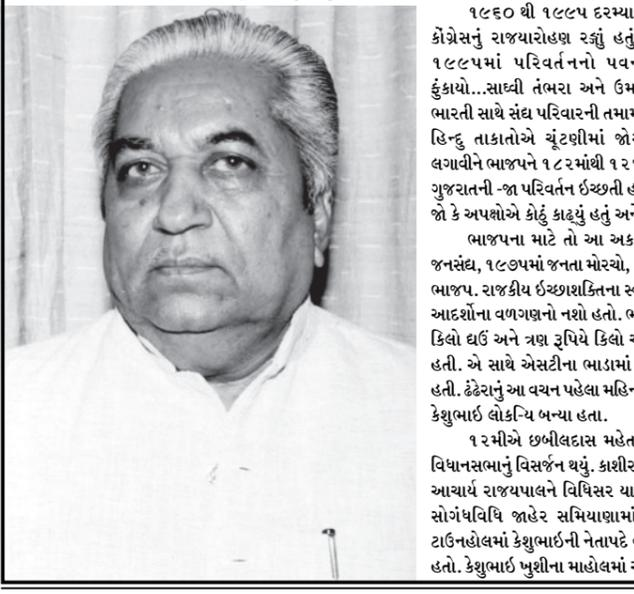 ૧૯૬૦ થી ૧૯૯૫ દરમ્યા
કોંગ્રેસનું રાજયારોહણ રહ્યું હતું
૧૯૯૫માં પરિવર્તનનો પવન
ફુંકાયો...સાધ્વી તંભરા અને ઉમ
ભારતી સાથે સંઘ પરિવારની તમામ
હિન્દુ તાકાતોએ ચૂંટણીમાં જો
લગાવીને ભાજપને ૧૮૨માંથી ૧૨
ગુજરાતની -જા પરિવર્તન ઇચ્છતી હ
જો કે અપક્ષોએ કોઠું કાઢ્યું હતું અને
ભાજપના માટે તો આ અક
જનસંઘ, ૧૯૭૫માં જનતા મોરચો,
ભાજપ. રાજકીય ઇચ્છાશક્તિના સ્
આદર્શોના વળગણનો નશો હતો. ભ
કિલો ઘઉં અને ત્રણ રૂપિયે કિલો
હતી. એ સાથે એસટીના ભાડામાં
હતી. ઢંઢેરાનું આ વચન પહેલા મહિન
કેશુભાઇ લોક-િય બન્યા હતા.
૧૨મીએ છબીલદાસ મહેત
વિધાનસભાનું વિસર્જન થયું. કાશીર
આચાર્ય રાજયપાલને વિધિસર યા
સોગંધવિધિ જાહેર સમિયાણામાં
ટાઉનહોલમાં કેશુભાઇની નેતાપદે
હતો. કેશુભાઇ ખુશીના માહોલમાં